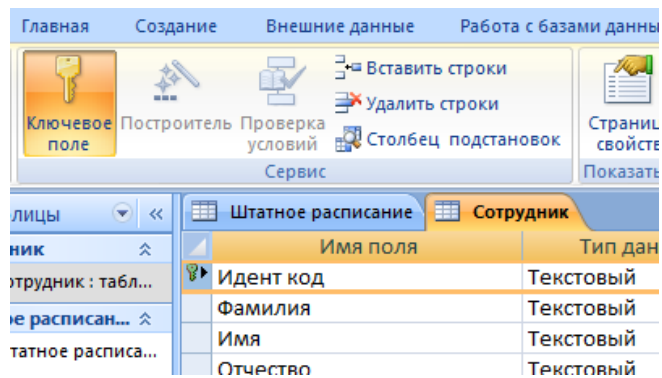 Главная Создание Внешние данные Работа с базами данны
Ключевое поле
Построитель
Проверка условий
Вставить строки
Удалить строки
Столбец подстановок
Страниц
свойств
Сервис
Показать
лицы
Штатное расписание Сотрудник
ник
Имя поля Тип дан
отрудник : табл...
Идент код Текстовый
ое расписан...
Фамилия Текстовый
татное расписа...
Имя Текстовый
Отчество Текстовый